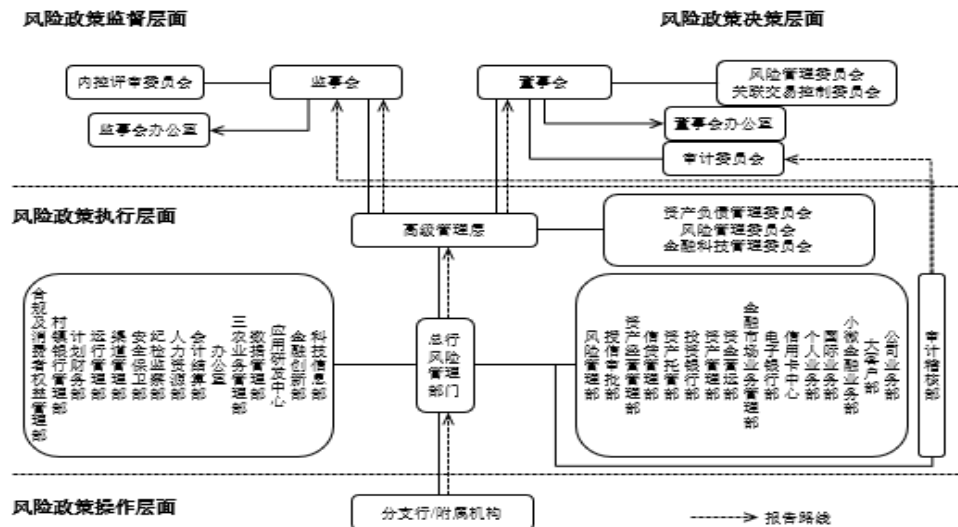 风险政策监督层面
风险政策决策层面
内控评审委员会
监事会
董事会
风险管理委员会
关联交易控制委员会
监事会办公室
董事会办公室
审计委员会
风险政策执行层面
高级管理层
资产负债管理委员会
风险管理委员会
金融科技管理委员会
合规及消费者权益管理部
村镇银行管理部
计划财务部
运行管理部
渠道管理部
安全保卫部
纪检监察部
人力资源部
会计结算部
办公室
三农业务管理部
数据管理部
应用研发中心
金融创新部
科技信息部
总行
风险
管理
部门
风险管理部
授信审批部
资产经营管理部
信贷管理部
资产托管部
投资银行部
资产管理部
资金营运部
金融市场业务管理部
电子银行部
信用卡中心
个人业务部
国际业务部
小微金融业务部
大客户部
公司业务部
审计稽核部
风险政策操作层面
分支行/附属机构
报告路线